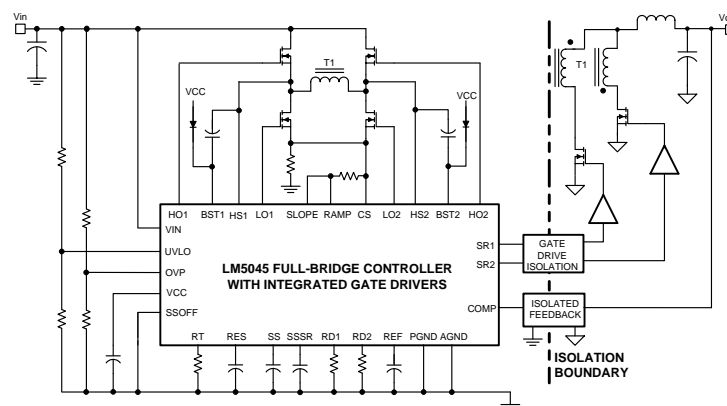 Vin
T1
VCC
VCC
T1
HO1 BST1 HS1 LO1 SLOPE RAMP CS LO2 HS2 BST2 HO2
VIN
UVLO
OVP
VCC
SSOFF
LM5045 FULL-BRIDGE CONTROLLER
WITH INTEGRATED GATE DRIVERS
SR1
SR2
COMP
GATE
DRIVE
ISOLATION
ISOLATED
FEEDBACK
RT RES SS SSSR RD1 RD2 REF PGND AGND
ISOLATION
BOUNDARY